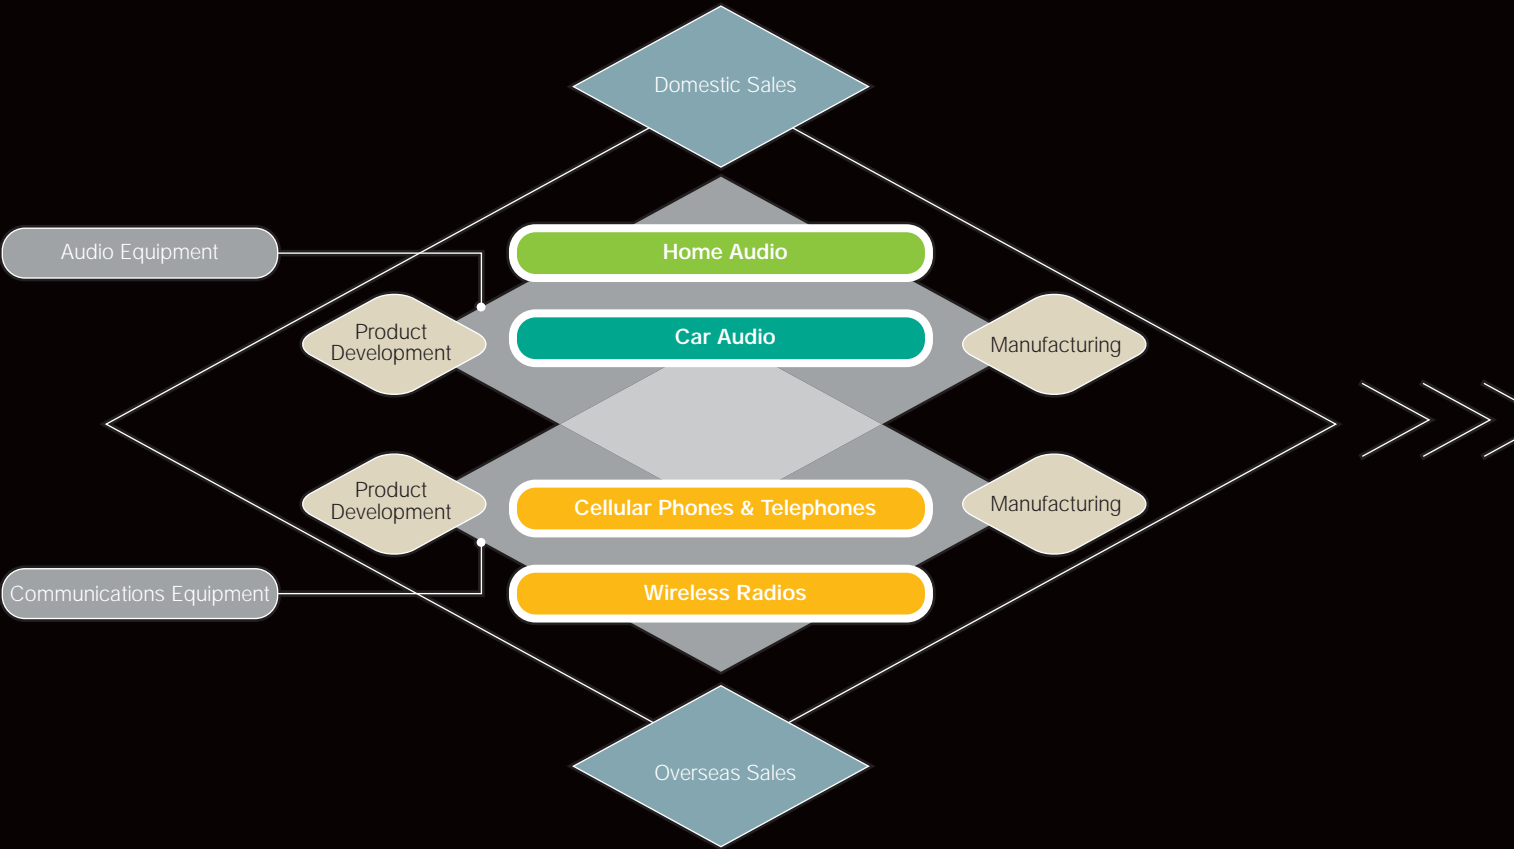 Domestic Sales
Audio Equipment
Home Audio
Product
Development
Car Audio
Manufacturing
Product
Development
Cellular Phones & Telephones
Manufacturing
Communications Equipment
Wireless Radios
Overseas Sales